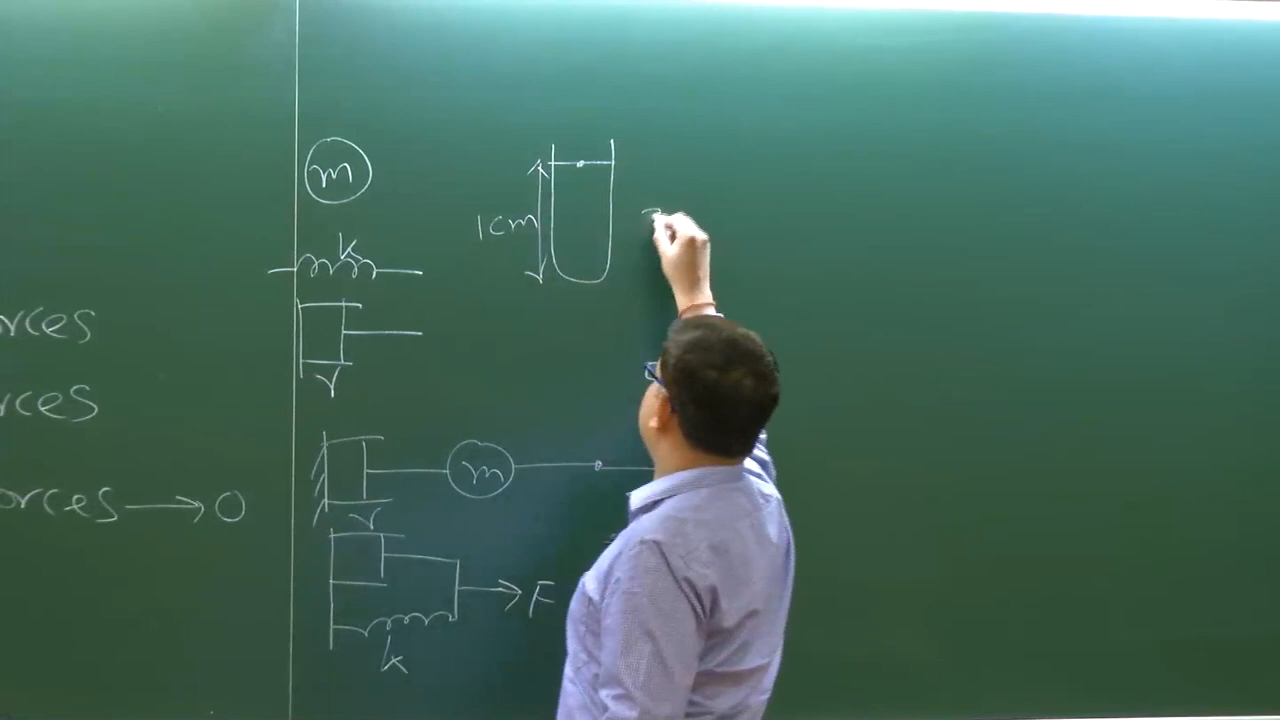 m
k
γ
1cm
rces
rces
orces → 0
m
γ
→ F
k